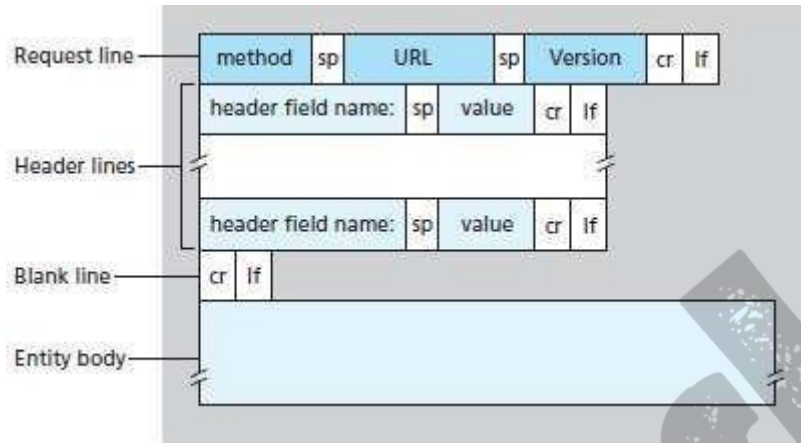 Request line method sp URL sp Version cr lf
header field name: sp value cr lf
Header lines
header field name: sp value cr lf
Blank line cr lf
Entity body